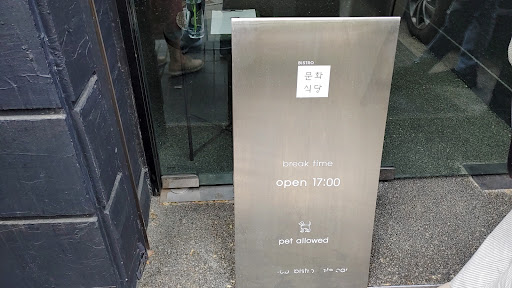 BISTRO
문화
식당
break time
open 17:00
pet allowed